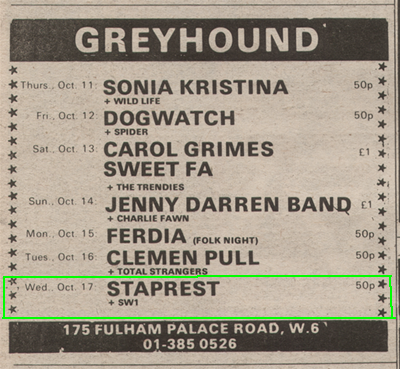 GREYHOUND
Thurs., Oct. 11: SONIA KRISTINA 50p
+ WILD LIFE
Fri., Oct. 12: DOGWATCH 50p
+ SPIDER
Sat., Oct. 13: CAROL GRIMES £1
SWEET FA
+ THE TRENDIES
Sun., Oct. 14: JENNY DARREN BAND £1
+ CHARLIE FAWN
Mon., Oct. 15: FERDIA (FOLK NIGHT) 50p
Tues., Oct. 16: CLEMEN PULL 50p
+ TOTAL STRANGERS
Wed., Oct. 17: STAPREST 50p
+ SW1
175 FULHAM PALACE ROAD, W.6
01-385 0526